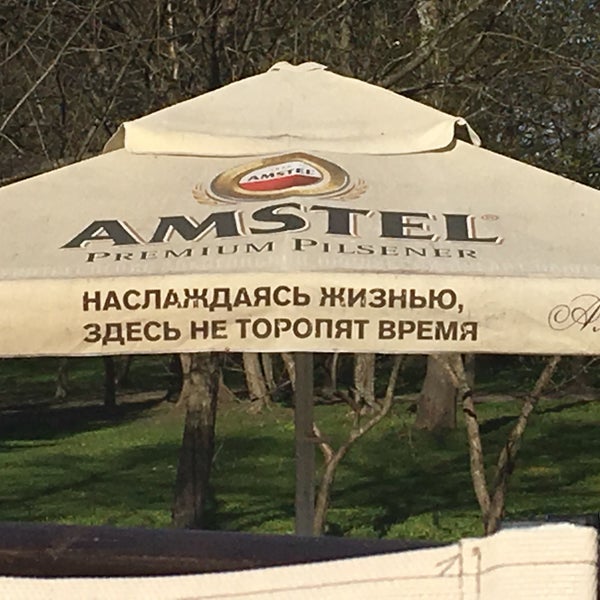 AMSTEL
AMSTEL®
PREMIUM PILSENER
НАСЛАЖДАЯСЬ ЖИЗНЬЮ,
ЗДЕСЬ НЕ ТОРОПЯТ ВРЕМЯ